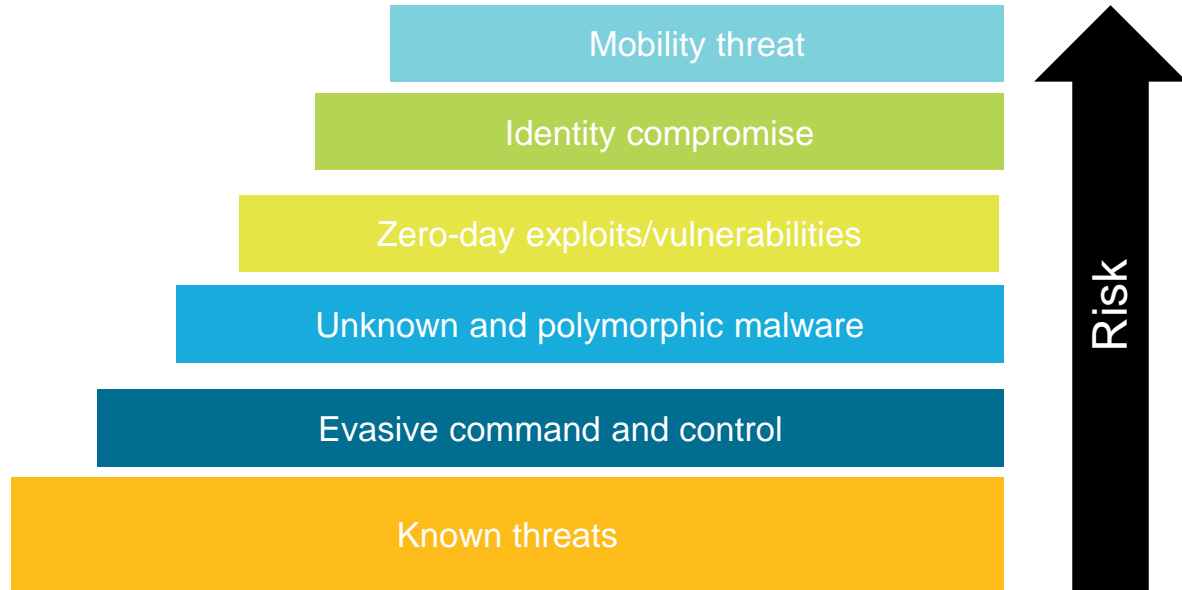 Mobility threat
Identity compromise
Zero-day exploits/vulnerabilities
Unknown and polymorphic malware
Evasive command and control
Known threats
Risk